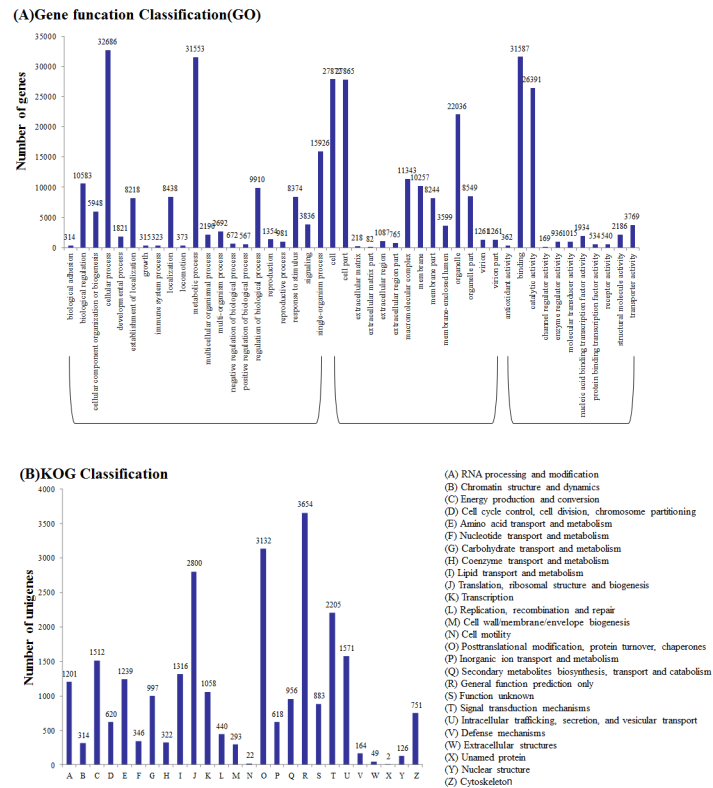 (A)Gene funcation Classification(GO)
Number of genes
35000
30000
25000
20000
15000
10000
5000
0
314
10583
5948
32686
1821
8218
315
323
8438
373
31553
2190
2692
672
567
9910
1354
981
8374
3836
15926
27865
218
82
1087
765
11343
10257
8244
3599
22036
8549
1261
1261
362
31587
26391
169
936
1015
1934
534
540
2186
3769
biological adhesion
biological regulation
cellular component organization or biogenesis
cellular process
developmental process
establishment of localization
growth
immune system process
localization
locomotion
metabolic process
multicellular organismal process
multi-organism process
negative regulation of biological process
positive regulation of biological process
regulation of biological process
reproduction
reproductive process
response to stimulus
signaling
single-organism process
cell
cell part
extracellular matrix
extracellular matrix part
extracellular region
extracellular region part
macromolecular complex
membrane
membrane part
membrane-enclosed lumen
organelle
organelle part
virion
virion part
antioxidant activity
binding
catalytic activity
channel regulator activity
enzyme regulator activity
molecular transducer activity
nucleic acid binding transcription factor activity
protein binding transcription factor activity
receptor activity
structural molecule activity
transporter activity
(B)KOG Classification
Number of unigenes
4000
3500
3000
2500
2000
1500
1000
500
0
1201
314
1512
620
1239
346
997
322
1316
2800
1058
440
293
22
3132
618
956
3654
883
2205
1571
164
49
2
126
751
A B C D E F G H I J K L M N O P Q R S T U V W X Y Z
(A) RNA processing and modification
(B) Chromatin structure and dynamics
(C) Energy production and conversion
(D) Cell cycle control, cell division, chromosome partitioning
(E) Amino acid transport and metabolism
(F) Nucleotide transport and metabolism
(G) Carbohydrate transport and metabolism
(H) Coenzyme transport and metabolism
(I) Lipid transport and metabolism
(J) Translation, ribosomal structure and biogenesis
(K) Transcription
(L) Replication, recombination and repair
(M) Cell wall/membrane/envelope biogenesis
(N) Cell motility
(O) Posttranslational modification, protein turnover, chaperones
(P) Inorganic ion transport and metabolism
(Q) Secondary metabolites biosynthesis, transport and catabolism
(R) General function prediction only
(S) Function unknown
(T) Signal transduction mechanisms
(U) Intracellular trafficking, secretion, and vesicular transport
(V) Defense mechanisms
(W) Extracellular structures
(X) Unamed protein
(Y) Nuclear structure
(Z) Cytoskeleton